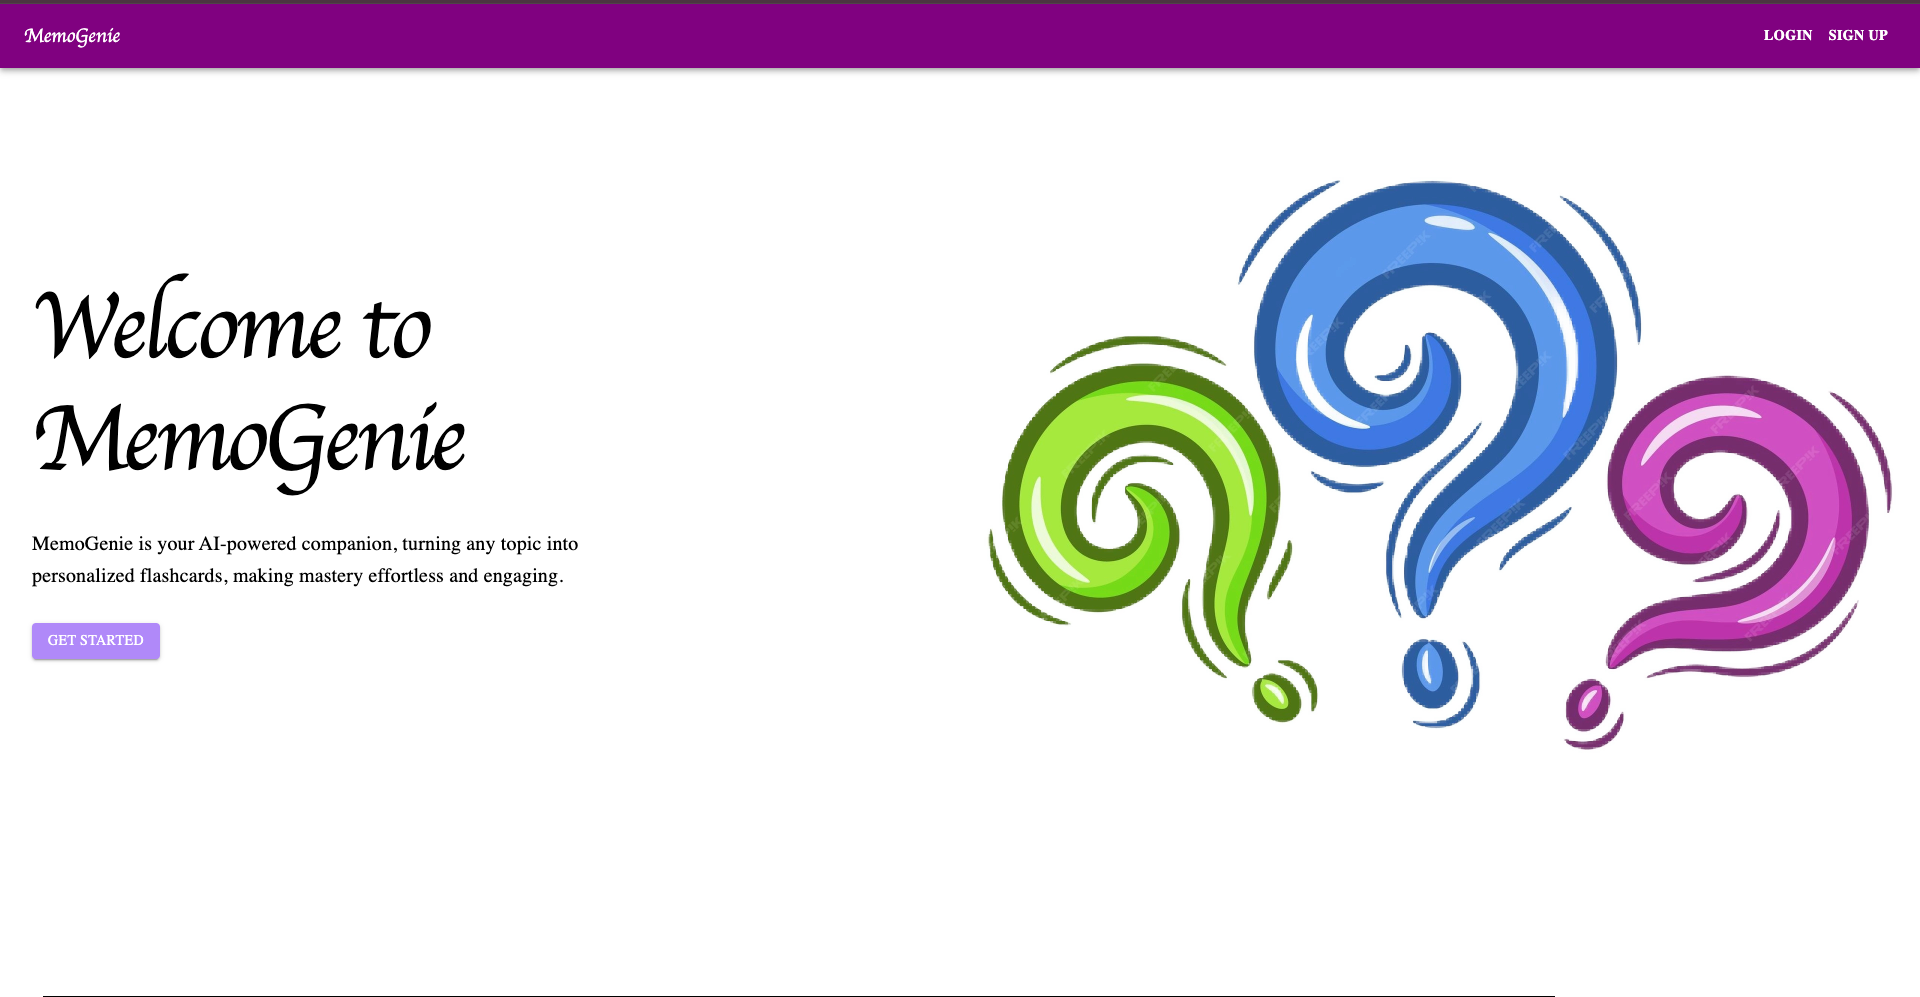 MemoGenie
LOGIN SIGN UP
Welcome to
MemoGenie
MemoGenie is your AI-powered companion, turning any topic into
personalized flashcards, making mastery effortless and engaging.
GET STARTED
FREEPIK